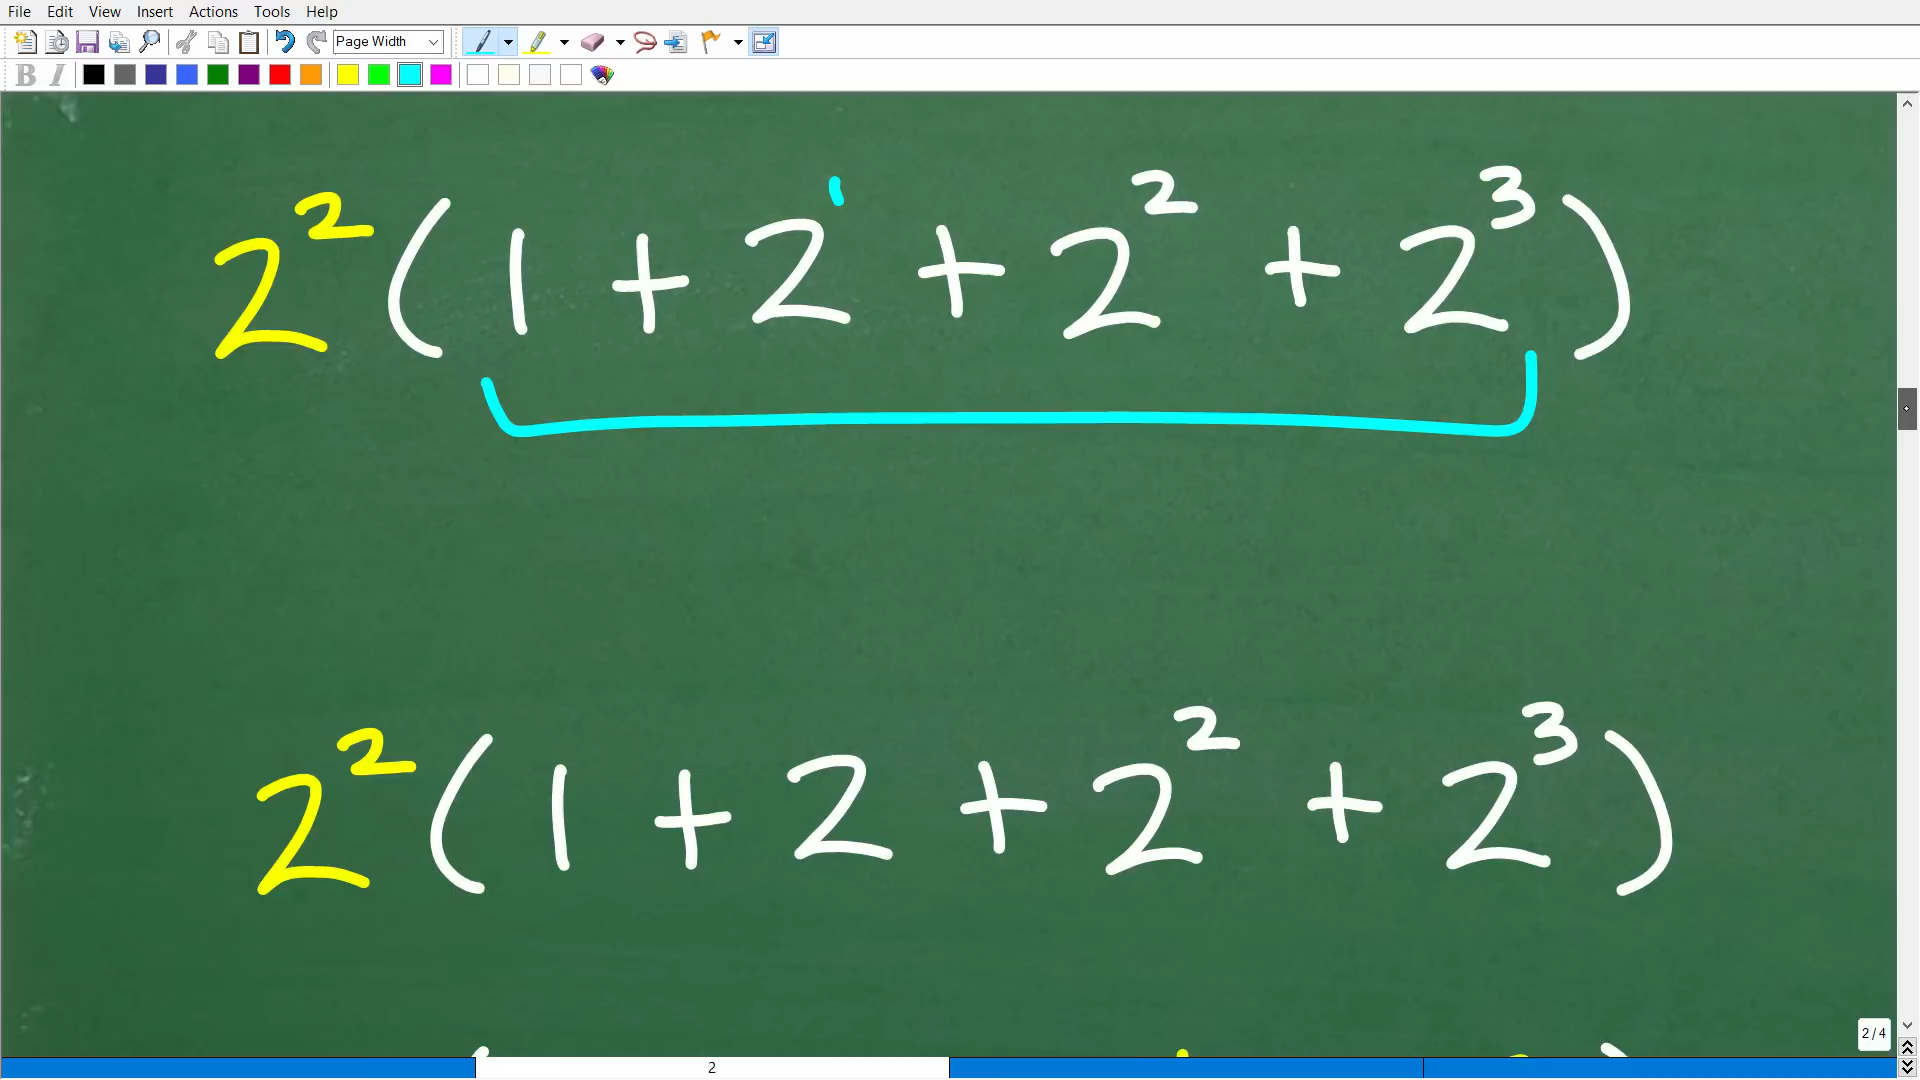 File Edit View Insert Actions Tools Help
Page Width
B I
2²(1 + 2¹ + 2² + 2³)
2²(1 + 2 + 2² + 2³)
2/4
2